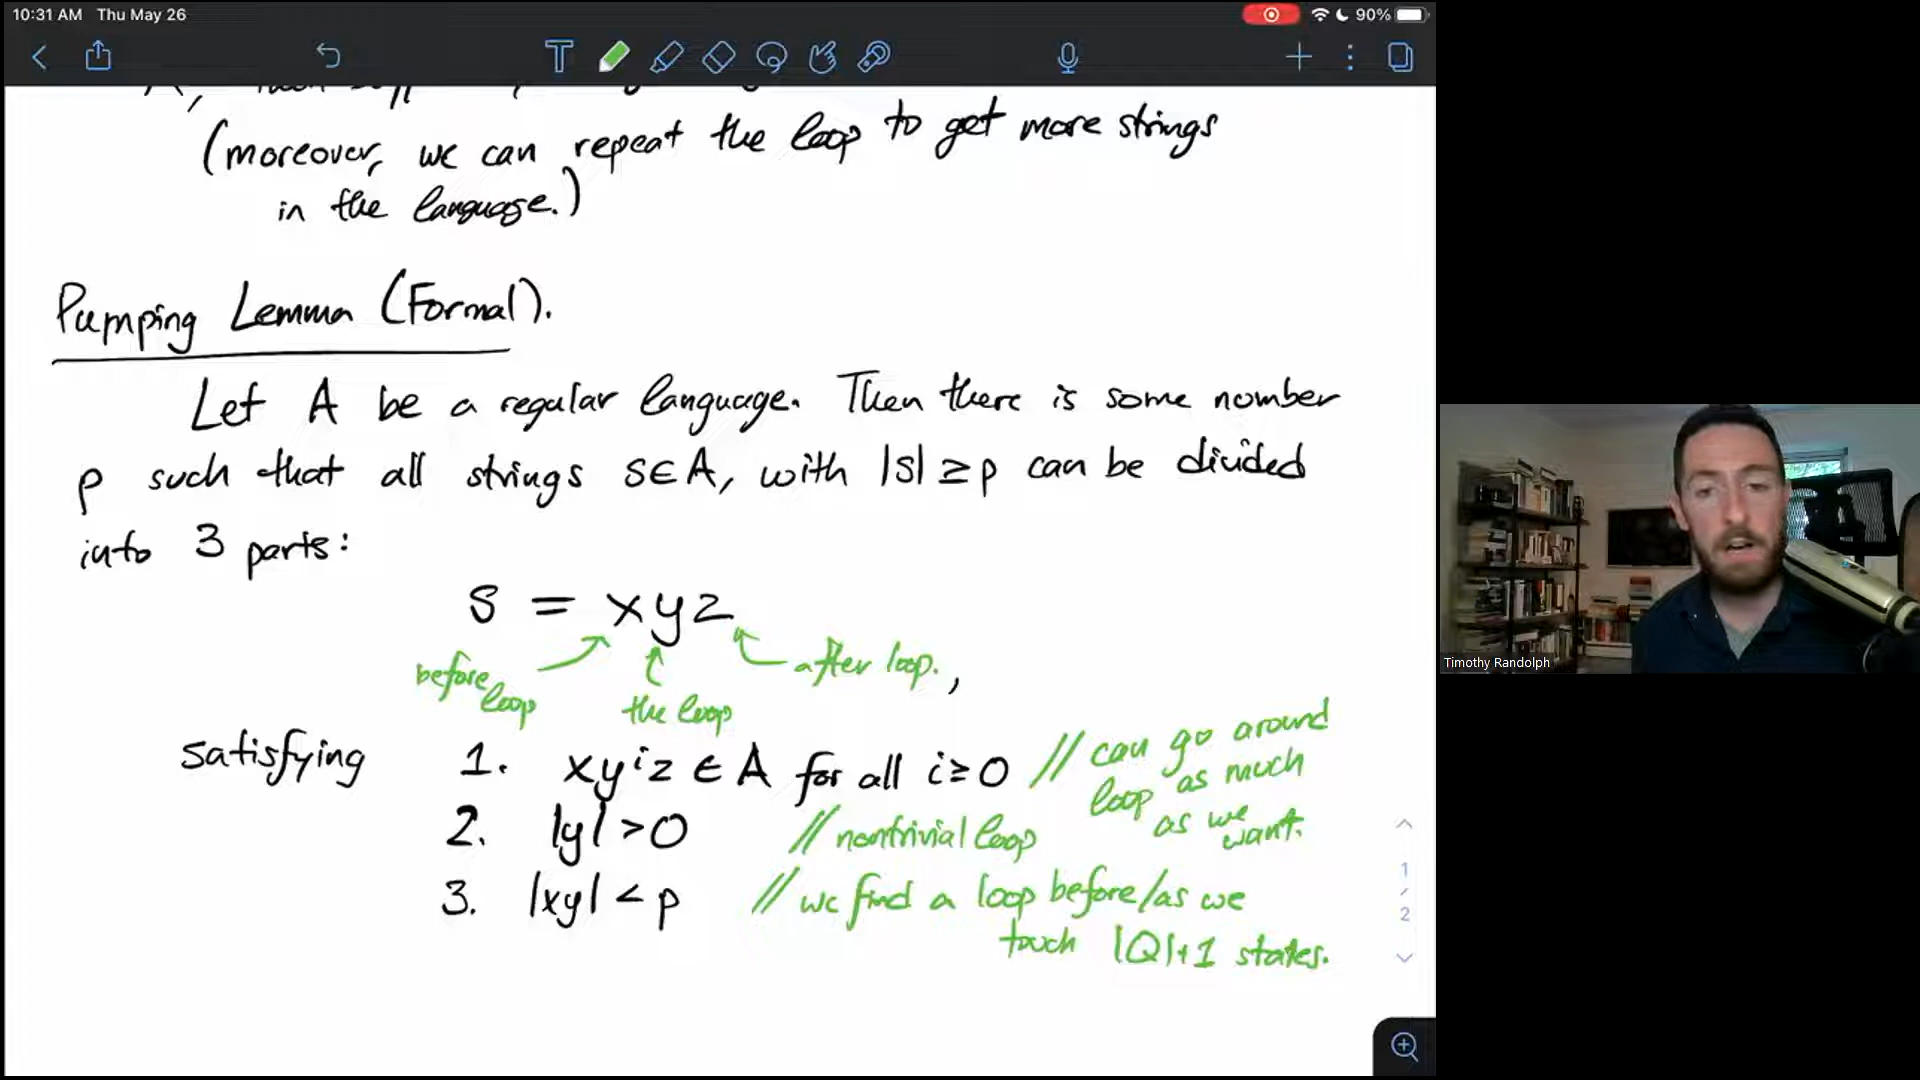 10:31 AM Thu May 26
90%
(moreover, we can repeat the loop to get more strings
in the language.)
Pumping Lemma (Formal).
Let A be a regular language. Then there is some number
p such that all strings s∈A, with |s| ≥ p can be divided
into 3 parts:
s = xyz
before loop
the loop
after loop.,
satisfying 1. xyⁱz ∈ A for all i≥0 // can go around
loop as much
as we want.
2. |y| > 0 // nontrivial loop
3. |xy| < p // we find a loop before/as we
touch |Q|+1 states.
1
/
2
Timothy Randolph